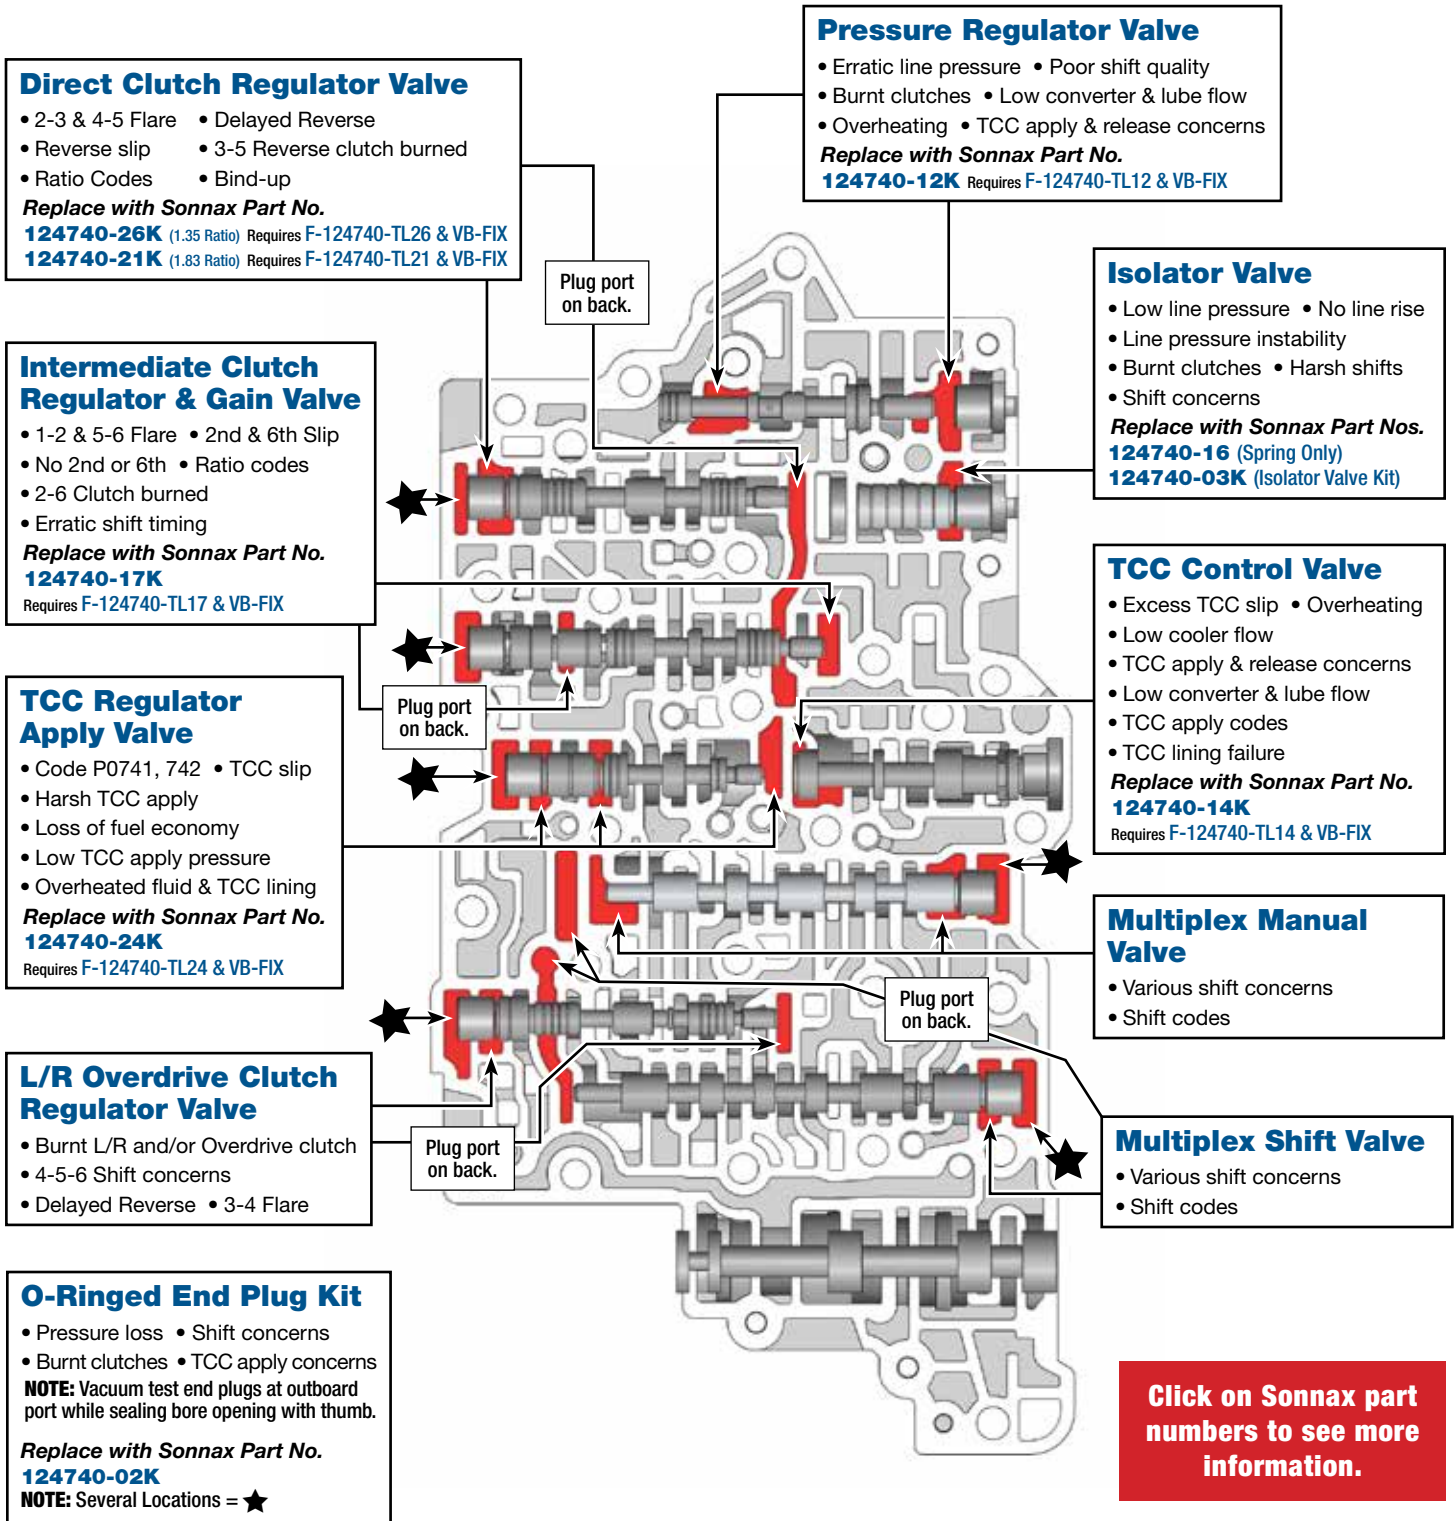 Pressure Regulator Valve
• Erratic line pressure • Poor shift quality
• Burnt clutches • Low converter & lube flow
• Overheating • TCC apply & release concerns
Replace with Sonnax Part No.
124740-12K Requires F-124740-TL12 & VB-FIX
Direct Clutch Regulator Valve
• 2-3 & 4-5 Flare • Delayed Reverse
• Reverse slip • 3-5 Reverse clutch burned
• Ratio Codes • Bind-up
Replace with Sonnax Part No.
124740-26K (1.35 Ratio) Requires F-124740-TL26 & VB-FIX
124740-21K (1.83 Ratio) Requires F-124740-TL21 & VB-FIX
Plug port
on back.
Isolator Valve
• Low line pressure • No line rise
• Line pressure instability
• Burnt clutches • Harsh shifts
• Shift concerns
Replace with Sonnax Part Nos.
124740-16 (Spring Only)
124740-03K (Isolator Valve Kit)
Intermediate Clutch
Regulator & Gain Valve
• 1-2 & 5-6 Flare • 2nd & 6th Slip
• No 2nd or 6th • Ratio codes
• 2-6 Clutch burned
• Erratic shift timing
Replace with Sonnax Part No.
124740-17K
Requires F-124740-TL17 & VB-FIX
Plug port
on back.
TCC Control Valve
• Excess TCC slip • Overheating
• Low cooler flow
• TCC apply & release concerns
• Low converter & lube flow
• TCC apply codes
• TCC lining failure
Replace with Sonnax Part No.
124740-14K
Requires F-124740-TL14 & VB-FIX
TCC Regulator
Apply Valve
• Code P0741, 742 • TCC slip
• Harsh TCC apply
• Loss of fuel economy
• Low TCC apply pressure
• Overheated fluid & TCC lining
Replace with Sonnax Part No.
124740-24K
Requires F-124740-TL24 & VB-FIX
Multiplex Manual
Valve
• Various shift concerns
• Shift codes
Plug port
on back.
L/R Overdrive Clutch
Regulator Valve
• Burnt L/R and/or Overdrive clutch
• 4-5-6 Shift concerns
• Delayed Reverse • 3-4 Flare
Plug port
on back.
Multiplex Shift Valve
• Various shift concerns
• Shift codes
O-Ringed End Plug Kit
• Pressure loss • Shift concerns
• Burnt clutches • TCC apply concerns
NOTE: Vacuum test end plugs at outboard
port while sealing bore opening with thumb.
Replace with Sonnax Part No.
124740-02K
NOTE: Several Locations = ★
Click on Sonnax part
numbers to see more
information.